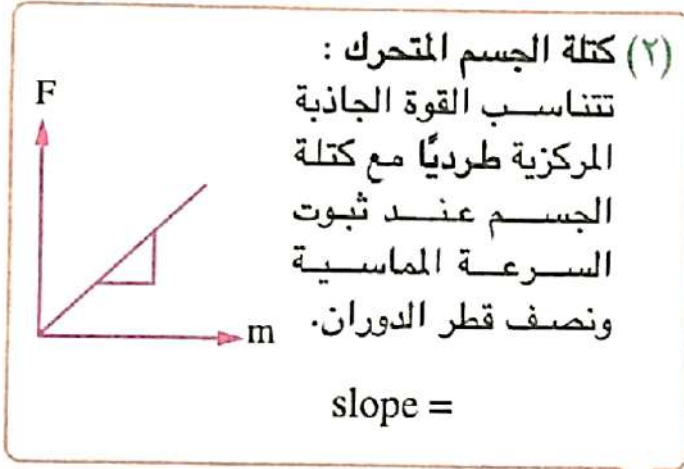 (٢) كتلة الجسم المتحرك :
تتناسب القوة الجاذبة
المركزية طرديًا مع كتلة
الجسم عند ثبوت
السرعة المماسية
ونصف قطر الدوران.
slope =
F
m